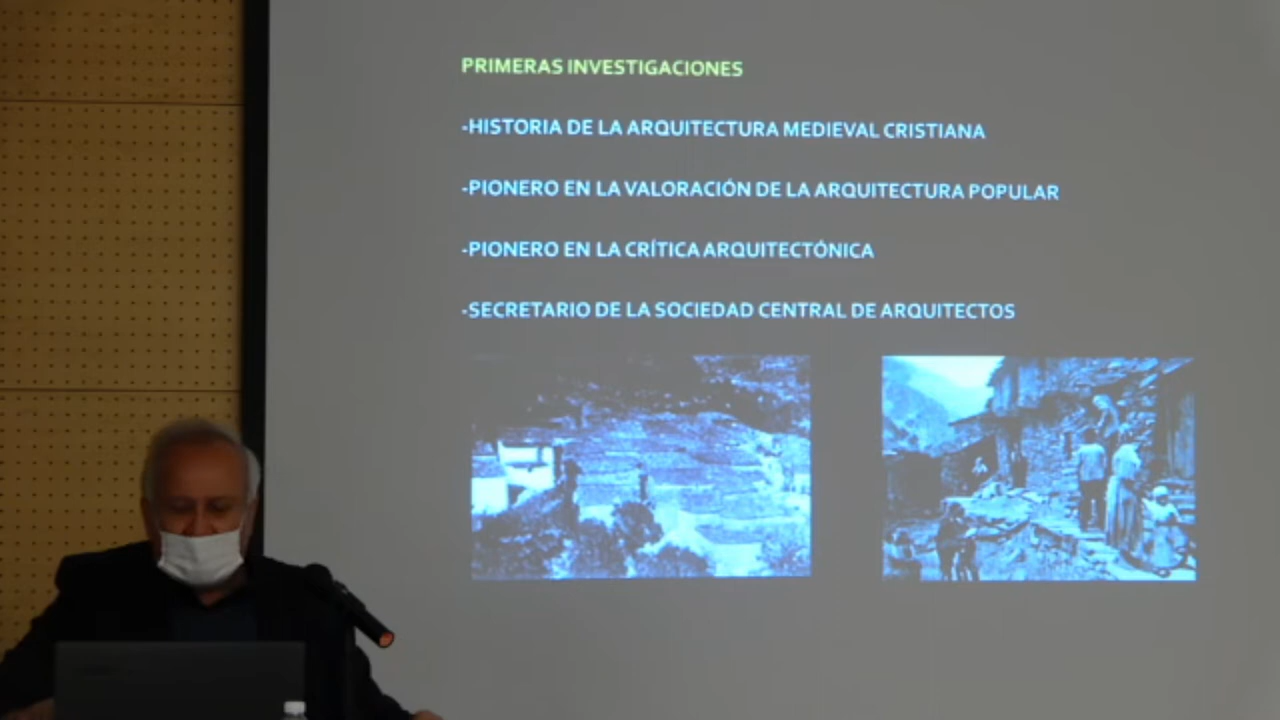 PRIMERAS INVESTIGACIONES
-HISTORIA DE LA ARQUITECTURA MEDIEVAL CRISTIANA
-PIONERO EN LA VALORACIÓN DE LA ARQUITECTURA POPULAR
-PIONERO EN LA CRÍTICA ARQUITECTÓNICA
-SECRETARIO DE LA SOCIEDAD CENTRAL DE ARQUITECTOS